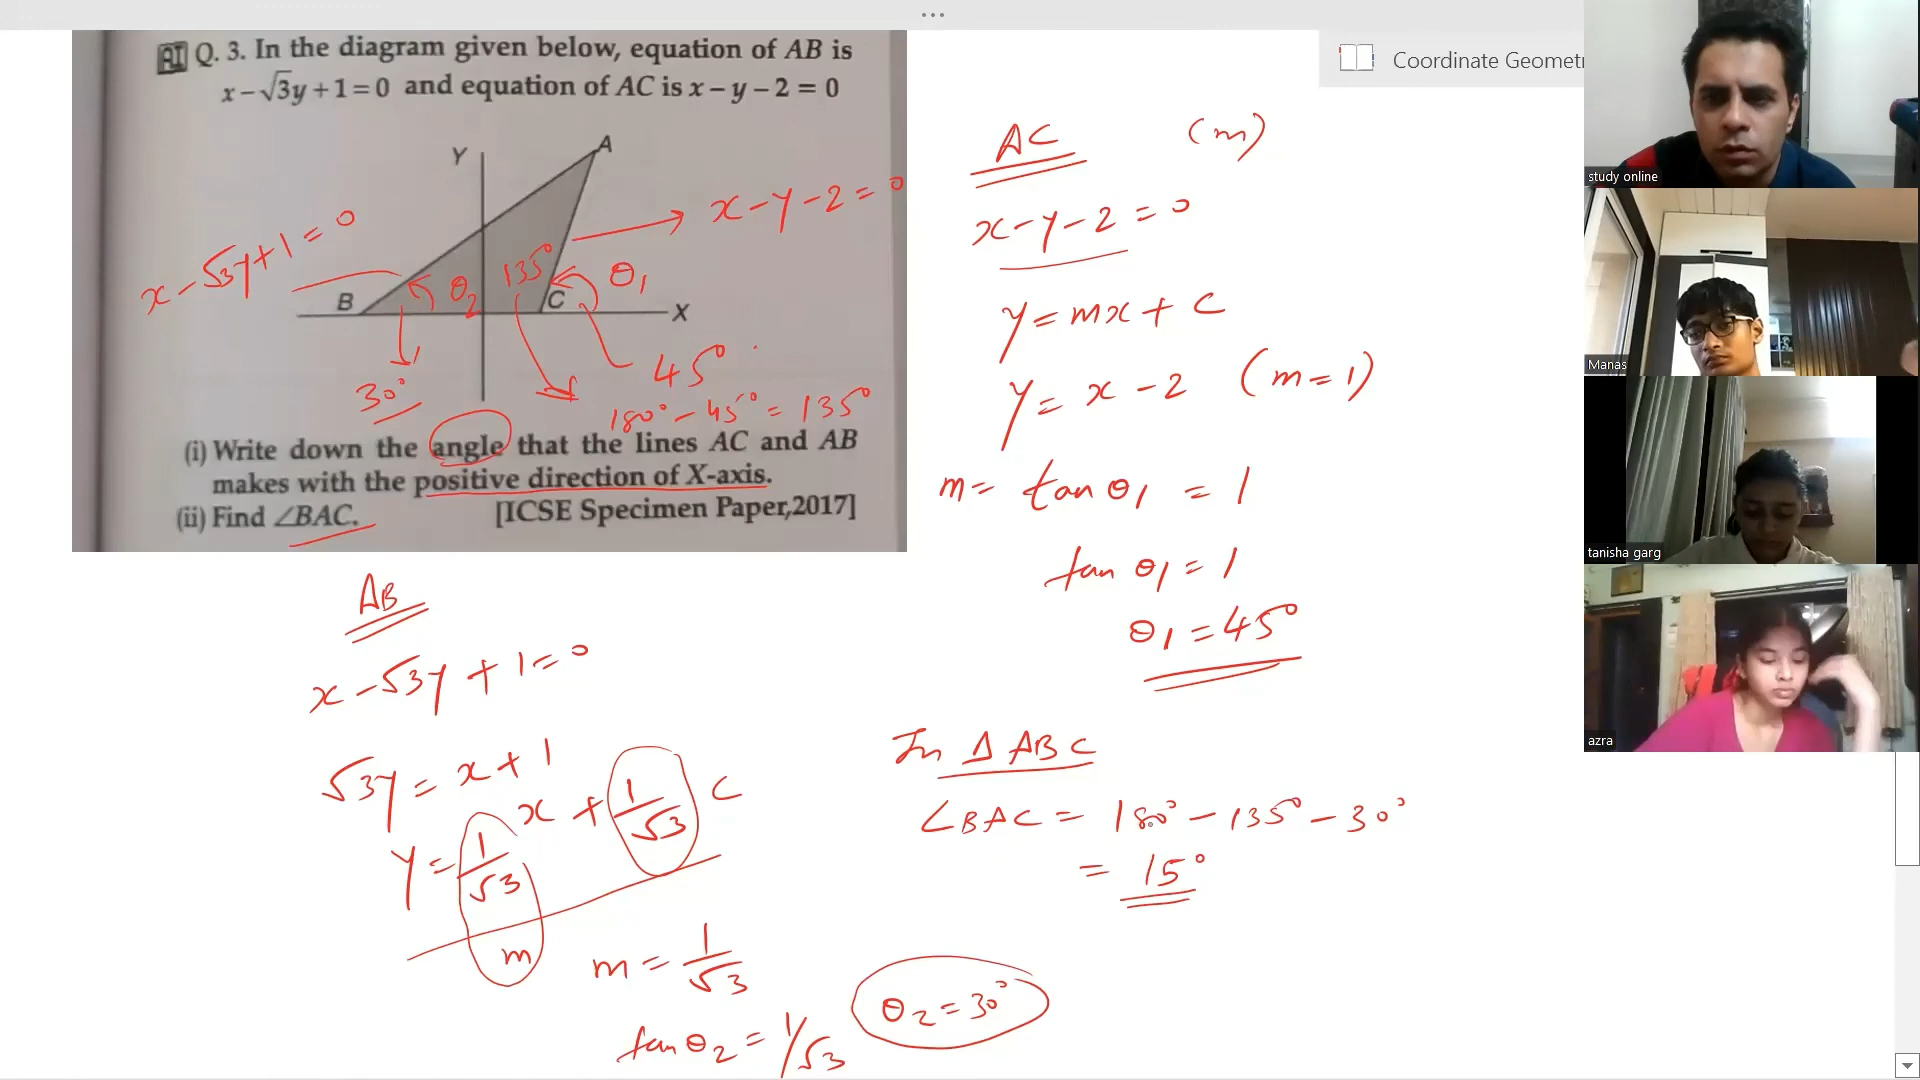 Q. 3. In the diagram given below, equation of AB is
x - √3y + 1 = 0 and equation of AC is x - y - 2 = 0
Y
A
x - √3y + 1 = 0
x - y - 2 = 0
B
θ2
135°
C
θ1
X
30°
45°
180° - 45° = 135°
(i) Write down the angle that the lines AC and AB
makes with the positive direction of X-axis.
(ii) Find ∠BAC. [ICSE Specimen Paper,2017]
AB
x - √3y + 1 = 0
√3y = x + 1
y = 1/√3 x + 1/√3 c
m
m = 1/√3
tan θ2 = 1/√3
θ2 = 30°
AC (m)
x - y - 2 = 0
y = mx + c
y = x - 2 (m = 1)
m = tan θ1 = 1
tan θ1 = 1
θ1 = 45°
In Δ ABC
∠BAC = 180° - 135° - 30°
= 15°
Coordinate Geomet
study online
Manas
tanisha garg
azra